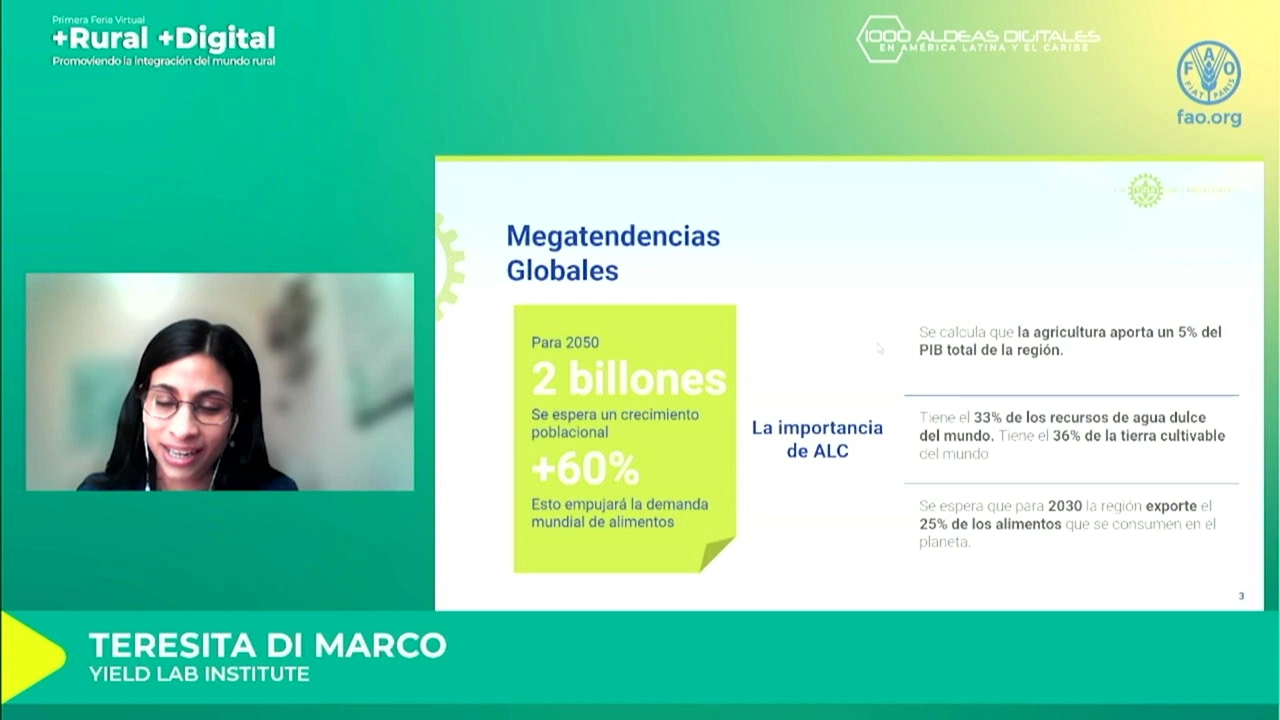 Primera Feria Virtual
+Rural +Digital
Promoviendo la integración del mundo rural
1000 ALDEAS DIGITALES
EN AMÉRICA LATINA Y EL CARIBE
F A O
FIAT PANIS
fao.org
Megatendencias
Globales
Para 2050
2 billones
Se espera un crecimiento
poblacional
+60%
Esto empujará la demanda
mundial de alimentos
La importancia
de ALC
Se calcula que la agricultura aporta un 5% del
PIB total de la región.
Tiene el 33% de los recursos de agua dulce
del mundo. Tiene el 36% de la tierra cultivable
del mundo
Se espera que para 2030 la región exporte el
25% de los alimentos que se consumen en el
planeta.
3
TERESITA DI MARCO
YIELD LAB INSTITUTE